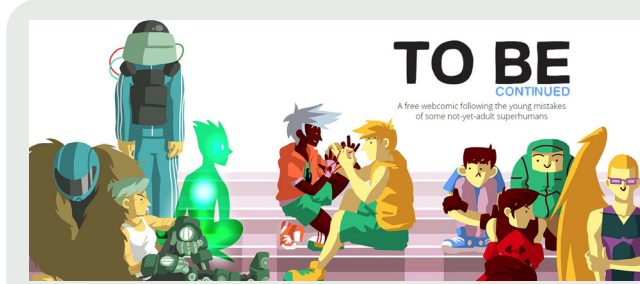 TO BE
CONTINUED
A free webcomic following the young mistakes
of some not-yet-adult superhumans